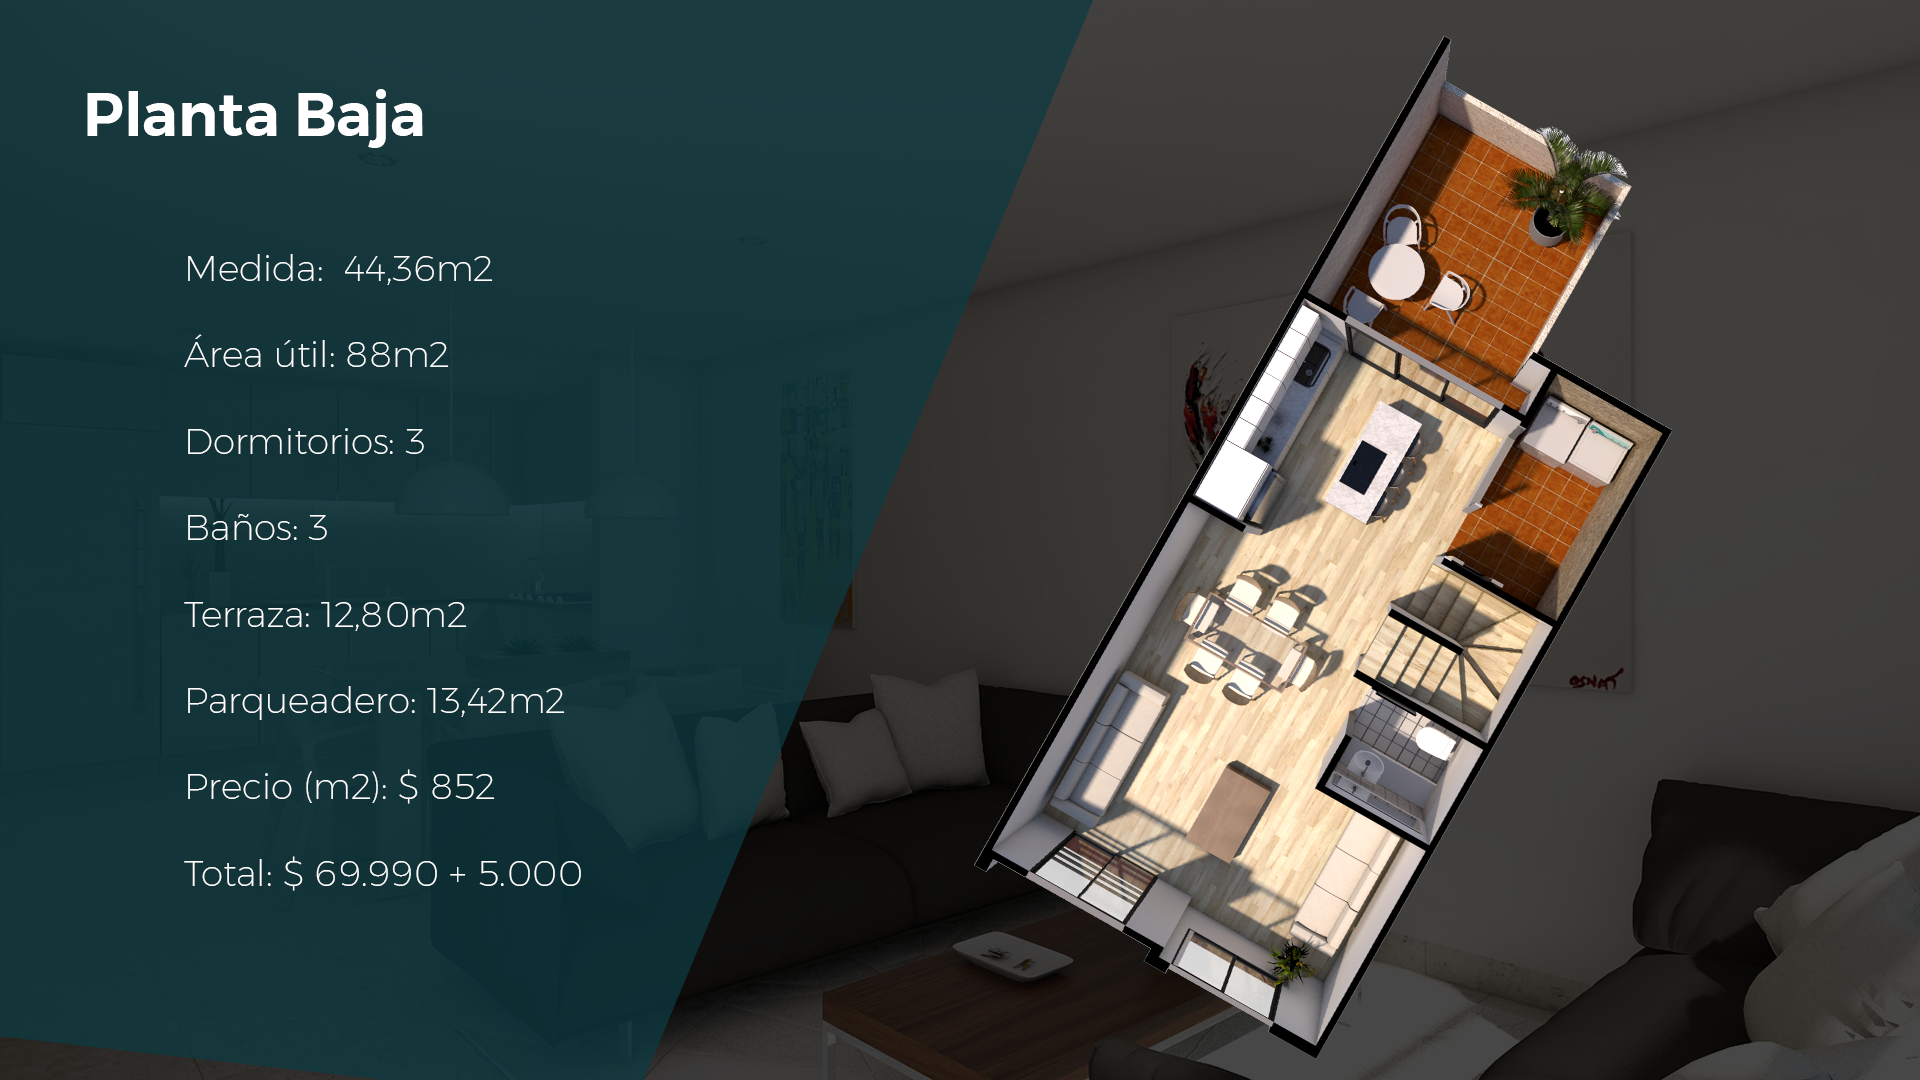 Planta Baja
Medida: 44,36m2
Área útil: 88m2
Dormitorios: 3
Baños: 3
Terraza: 12,80m2
Parqueadero: 13,42m2
Precio (m2): $ 852
Total: $ 69.990 + 5.000
OSNAT